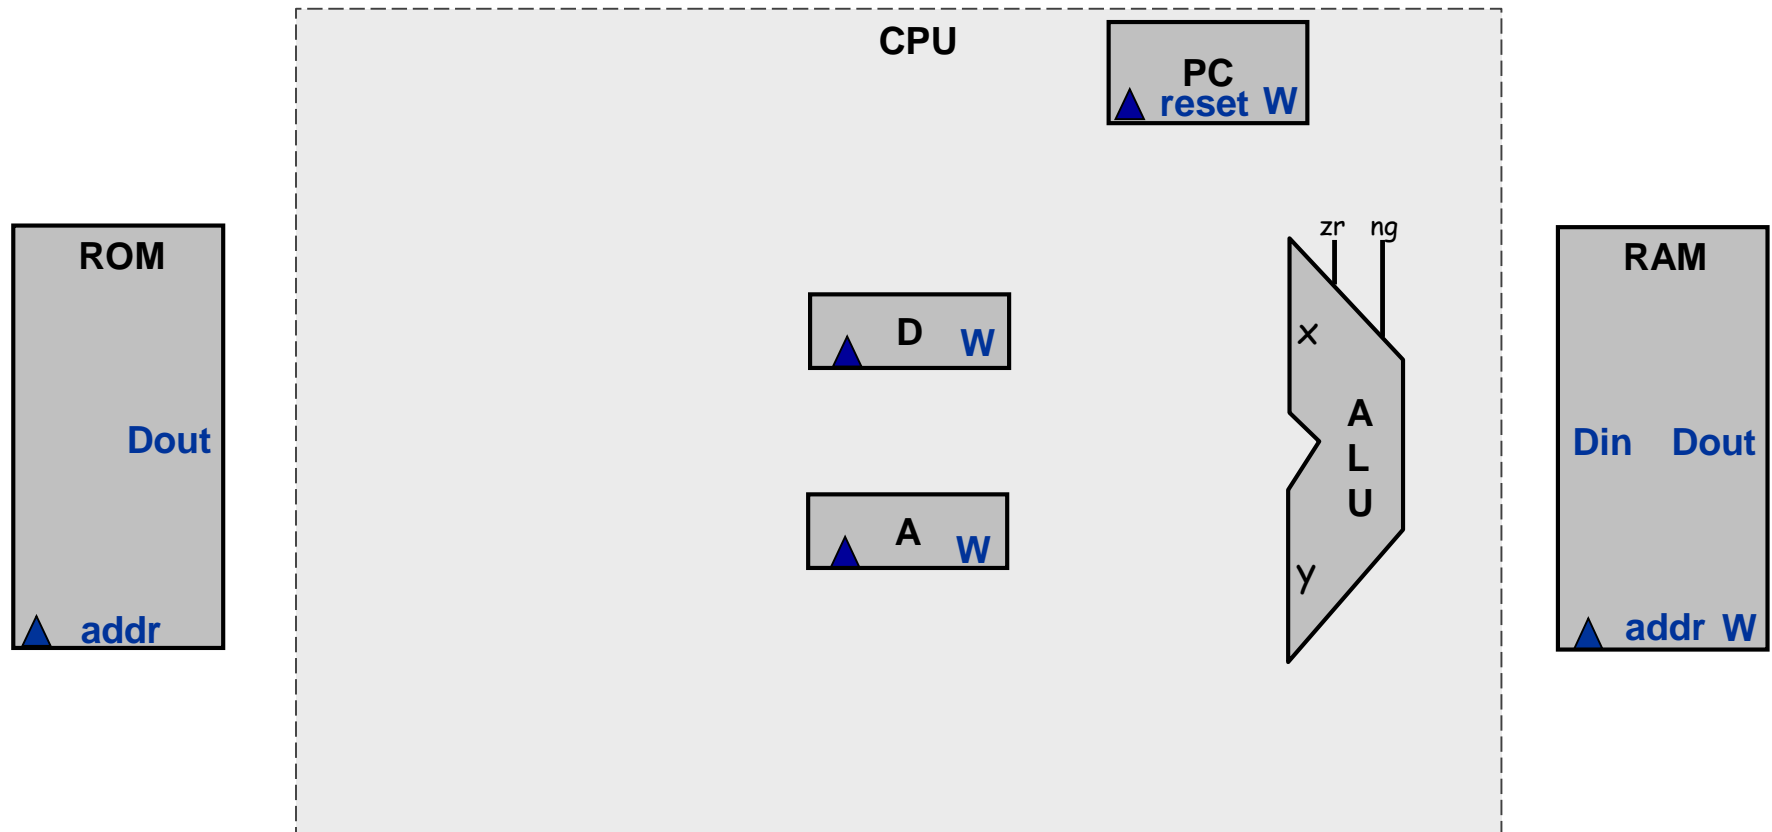 CPU
PC
reset W
zr ng
ROM
RAM
D W
x
A
L
U
Dout
Din Dout
A W
y
addr
addr W